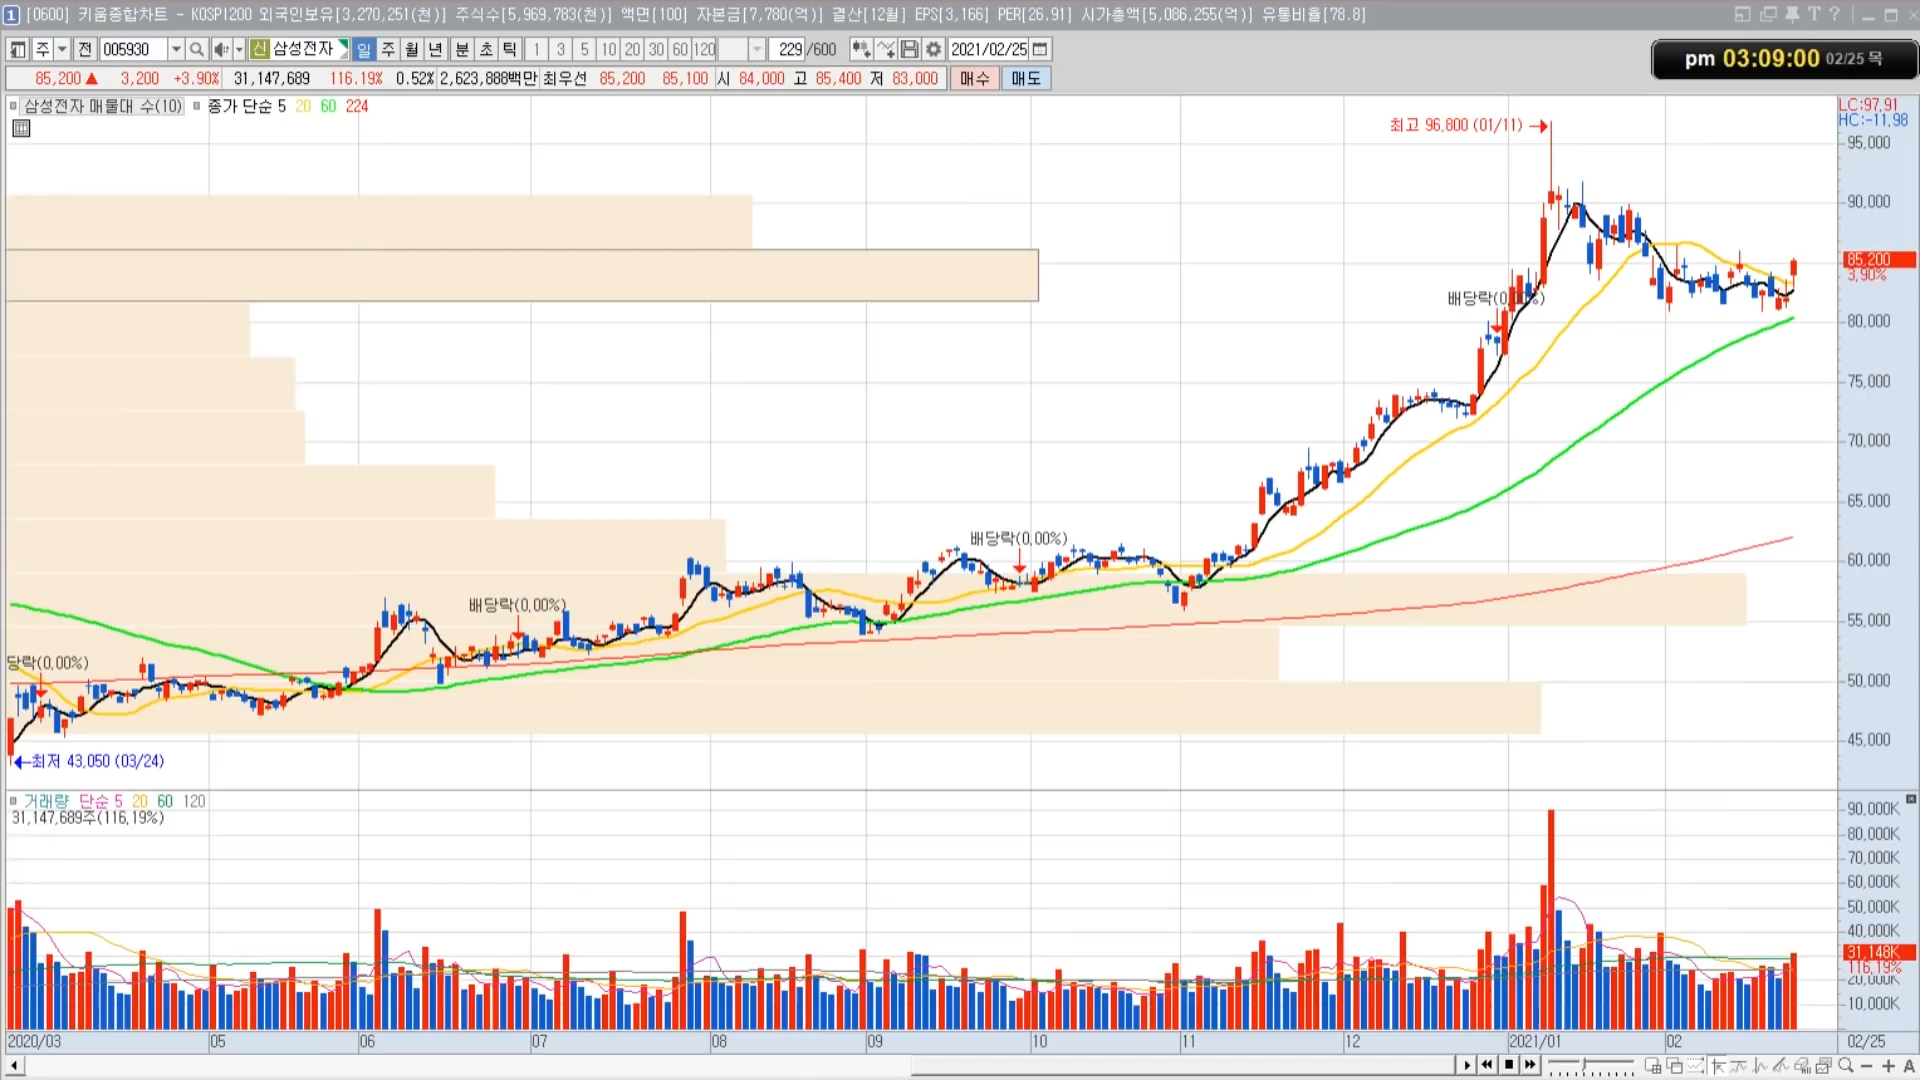 1 [0600] 키움종합차트 - KOSPI200 외국인보유[3,270,251(천)] 주식수[5,969,783(천)] 액면[100] 자본금[7,780(억)] 결산[12월] EPS[3,166] PER[26.91] 시가총액[5,086,255(억)] 유통비율[78.8]
주 전 005930 신 삼성전자 일 주 월 년 분 초 틱 1 3 5 10 20 30 60 120 229 /600 2021/02/25
pm 03:09:00 02/25 목
85,200 ▲ 3,200 +3.90% 31,147,689 116.19% 0.52% 2,623,888백만 최우선 85,200 85,100 시 84,000 고 85,400 저 83,000 매수 매도
삼성전자 매물대 수(10) 종가 단순 5 20 60 224
LC:97.91
HC:-11.98
최고 96,800 (01/11)
95,000
90,000
85,200
3.90%
배당락(0.00%)
80,000
75,000
70,000
65,000
배당락(0.00%)
60,000
배당락(0.00%)
55,000
당락(0.00%)
50,000
45,000
최저 43,050 (03/24)
거래량 단순 5 20 60 120
31,147,689주(116.19%)
90,000K
80,000K
70,000K
60,000K
50,000K
40,000K
31,148K
116.19%
20,000K
10,000K
2020/03 05 06 07 08 09 10 11 12 2021/01 02 02/25
A